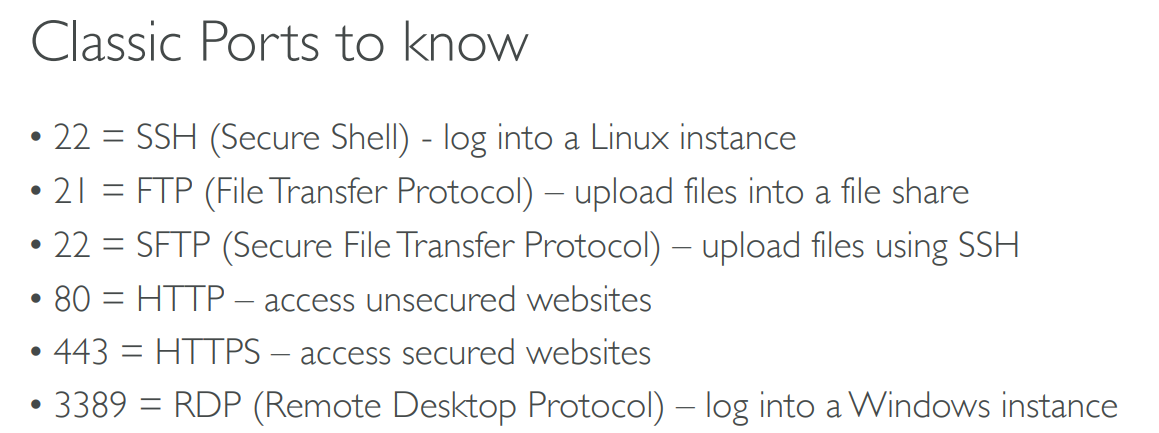 Classic Ports to know
• 22 = SSH (Secure Shell) - log into a Linux instance
• 21 = FTP (File Transfer Protocol) – upload files into a file share
• 22 = SFTP (Secure File Transfer Protocol) – upload files using SSH
• 80 = HTTP – access unsecured websites
• 443 = HTTPS – access secured websites
• 3389 = RDP (Remote Desktop Protocol) – log into a Windows instance